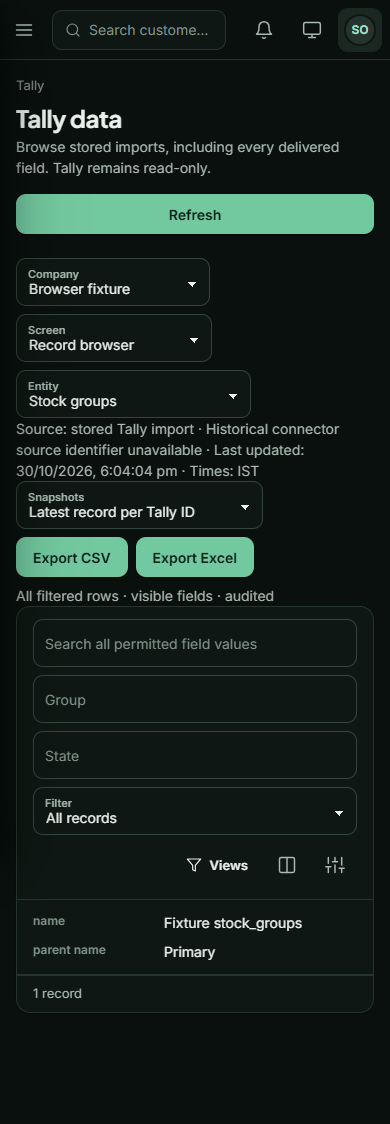 Search custome...
SO
Tally
Tally data
Browse stored imports, including every delivered
field. Tally remains read-only.
Refresh
Company
Browser fixture
Screen
Record browser
Entity
Stock groups
Source: stored Tally import · Historical connector
source identifier unavailable · Last updated:
30/10/2026, 6:04:04 pm · Times: IST
Snapshots
Latest record per Tally ID
Export CSV
Export Excel
All filtered rows · visible fields · audited
Search all permitted field values
Group
State
Filter
All records
Views
name Fixture stock_groups
parent name Primary
1 record